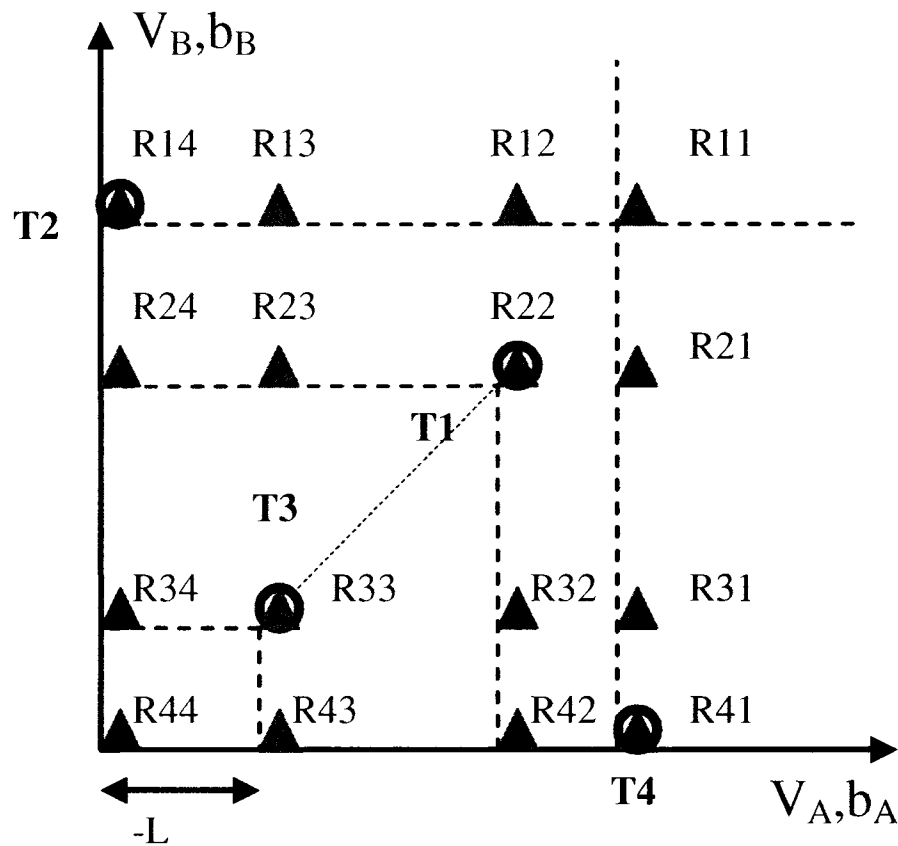 V_B,b_B
R14 R13 R12 R11
T2
R24 R23 R22 R21
T1
T3
R34 R33 R32 R31
R44 R43 R42 R41
T4
V_A,b_A
-L